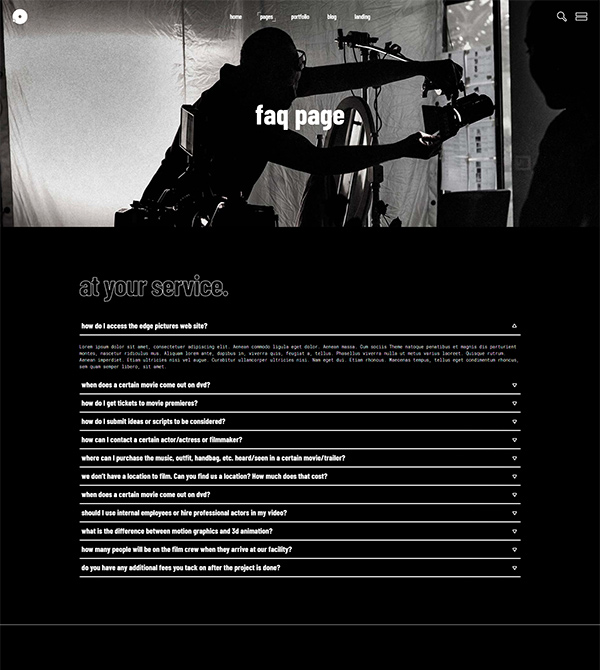 home pages portfolio blog landing
faq page
at your service.
how do I access the edge pictures web site?
Lorem ipsum dolor sit amet, consectetuer adipiscing elit. Aenean commodo ligula eget dolor. Aenean massa. Cum sociis Theme natoque penatibus et magnis dis parturient
montes, nascetur ridiculus mus. Aliquam lorem ante, dapibus in, viverra quis, feugiat a, tellus. Phasellus viverra nulla ut metus varius laoreet. Quisque rutrum.
Aenean imperdiet. Etiam ultricies nisi vel augue. Curabitur ullamcorper ultricies nisi. Nam eget dui. Etiam rhoncus. Maecenas tempus, tellus eget condimentum rhoncus,
sem quam semper libero, sit amet.
when does a certain movie come out on dvd?
how do I get tickets to movie premieres?
how do I submit ideas or scripts to be considered?
how can I contact a certain actor/actress or filmmaker?
where can I purchase the music, outfit, handbag, etc. heard/seen in a certain movie/trailer?
we don't have a location to film. Can you find us a location? How much does that cost?
when does a certain movie come out on dvd?
should I use internal employees or hire professional actors in my video?
what is the difference between motion graphics and 3d animation?
how many people will be on the film crew when they arrive at our facility?
do you have any additional fees you tack on after the project is done?